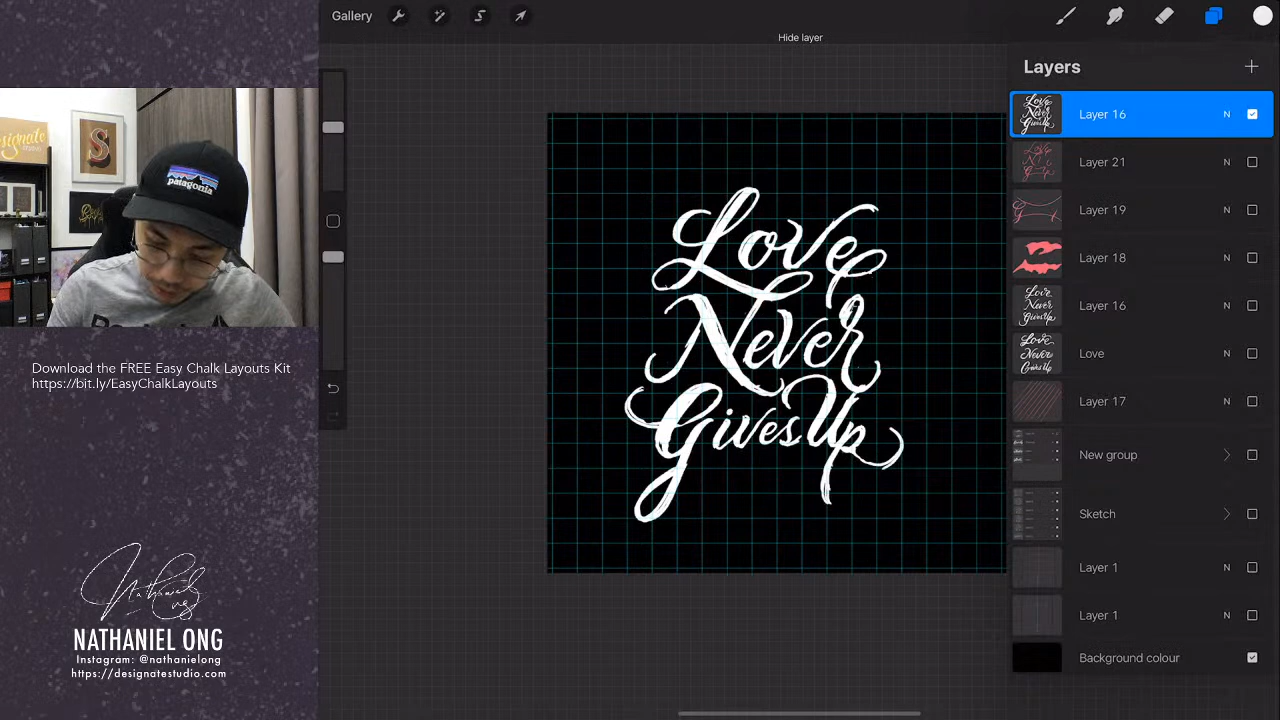 Gallery
Hide layer
Layers
Layer 16 N
Layer 21 N
Layer 19 N
Layer 18 N
Layer 16 N
Love N
Layer 17 N
New group
Sketch
Layer 1 N
Layer 1 N
Background colour
Love
Never
Gives Up
Designate
STUDIO
S
patagonia
Download the FREE Easy Chalk Layouts Kit
https://bit.ly/EasyChalkLayouts
NATHANIEL ONG
Instagram: @nathanielong
https://designatestudio.com